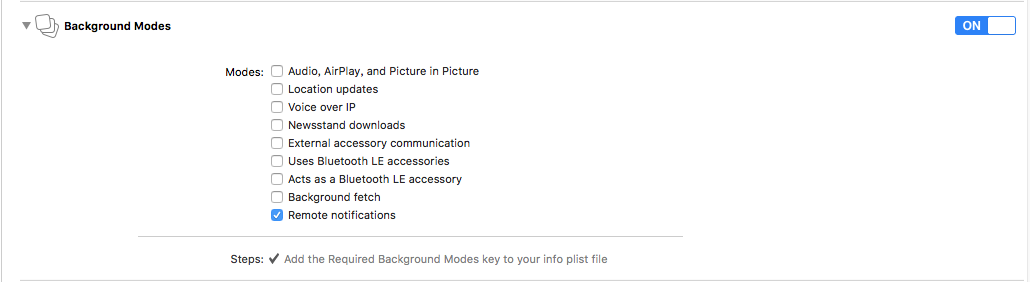 Background Modes
ON
Modes: Audio, AirPlay, and Picture in Picture
Location updates
Voice over IP
Newsstand downloads
External accessory communication
Uses Bluetooth LE accessories
Acts as a Bluetooth LE accessory
Background fetch
Remote notifications
Steps: Add the Required Background Modes key to your info plist file